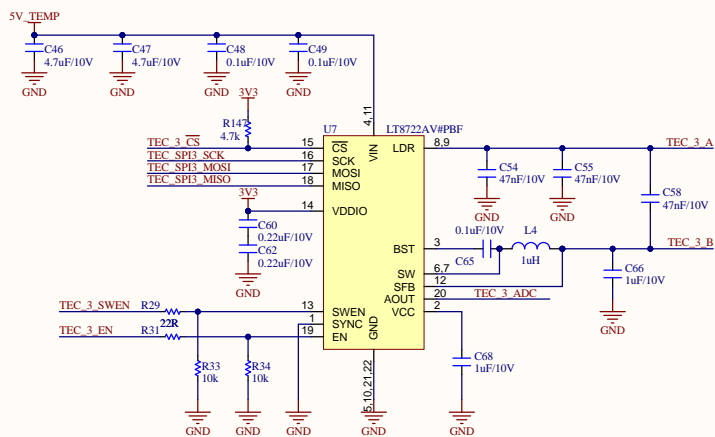 5V_TEMP
C46
4.7uF/10V
C47
4.7uF/10V
C48
0.1uF/10V
C49
0.1uF/10V
GND
GND
GND
GND
3V3
R147
4.7k
4,11
U7
LT8722AV#PBF
TEC_3_CS
15
CS
VIN
LDR
8,9
TEC_3_A
TEC_SPI3_SCK
16
SCK
TEC_SPI3_MOSI
17
MOSI
TEC_SPI3_MISO
18
MISO
C54
47nF/10V
C55
47nF/10V
C58
47nF/10V
3V3
14
VDDIO
GND
GND
C60
0.22uF/10V
C62
0.22uF/10V
GND
0.1uF/10V
L4
BST
3
C65
1uH
TEC_3_B
SW
6,7
SFB
12
C66
1uF/10V
AOUT
20
TEC_3_ADC
VCC
2
GND
TEC_3_SWEN
R29
13
SWEN
22R
1
SYNC
TEC_3_EN
R31
19
EN
GND
R33
10k
R34
10k
C68
1uF/10V
5,10,21,22
GND
GND
GND
GND
GND